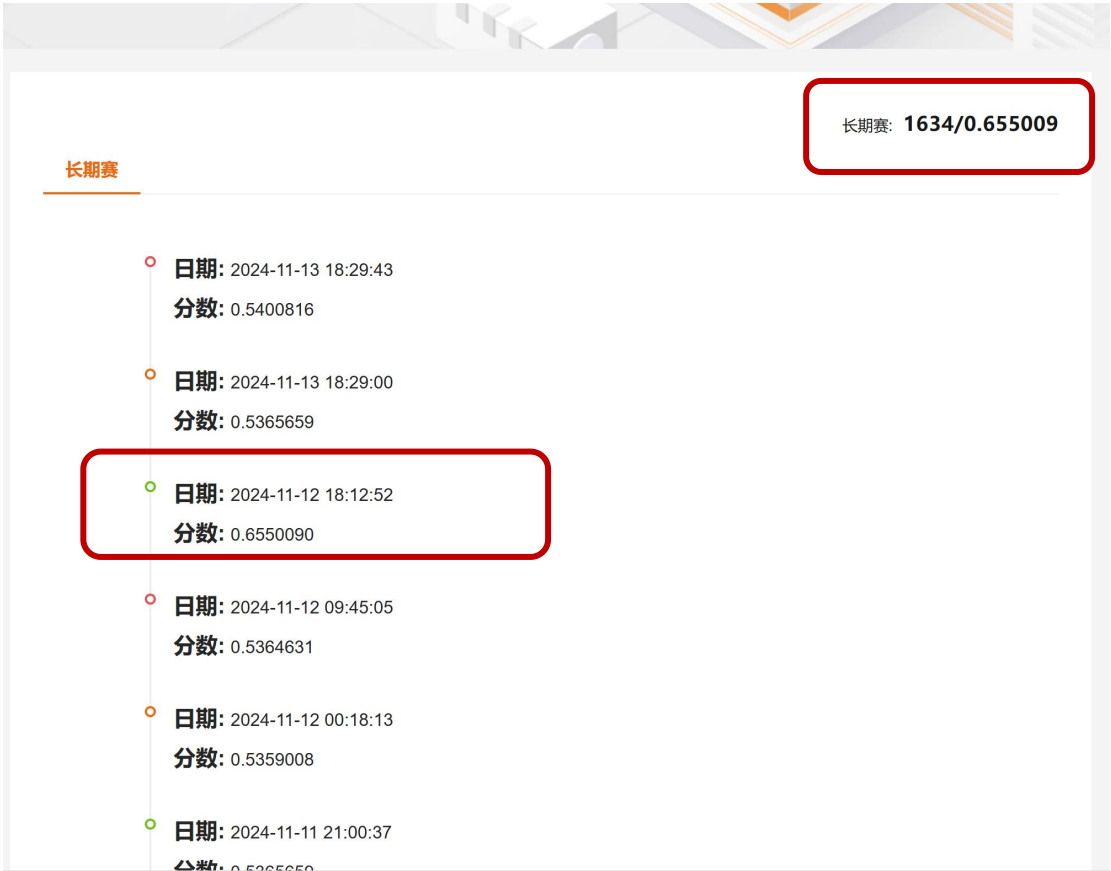 长期赛: 1634/0.655009
长期赛
日期: 2024-11-13 18:29:43
分数: 0.5400816
日期: 2024-11-13 18:29:00
分数: 0.5365659
日期: 2024-11-12 18:12:52
分数: 0.6550090
日期: 2024-11-12 09:45:05
分数: 0.5364631
日期: 2024-11-12 00:18:13
分数: 0.5359008
日期: 2024-11-11 21:00:37
分数: